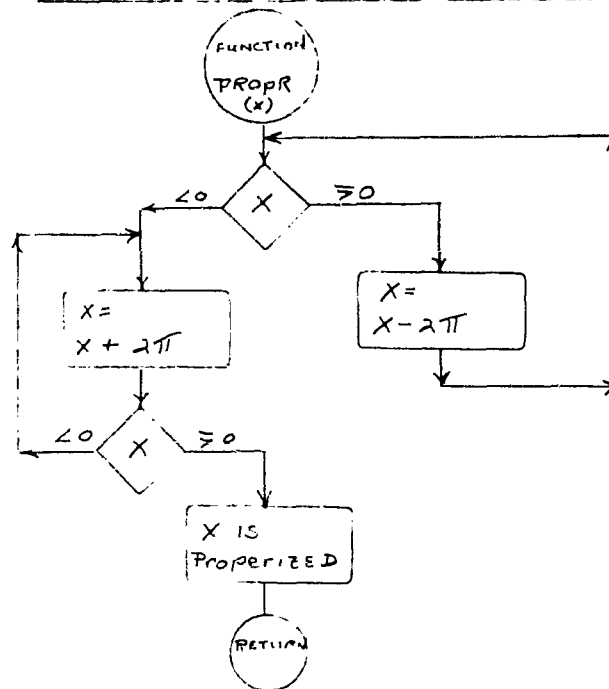 FUNCTION
PROPR
(X)
<0
X
≥0
X=
X + 2π
X=
X - 2π
<0
X
≥0
X IS
ProperIZED
RETURN